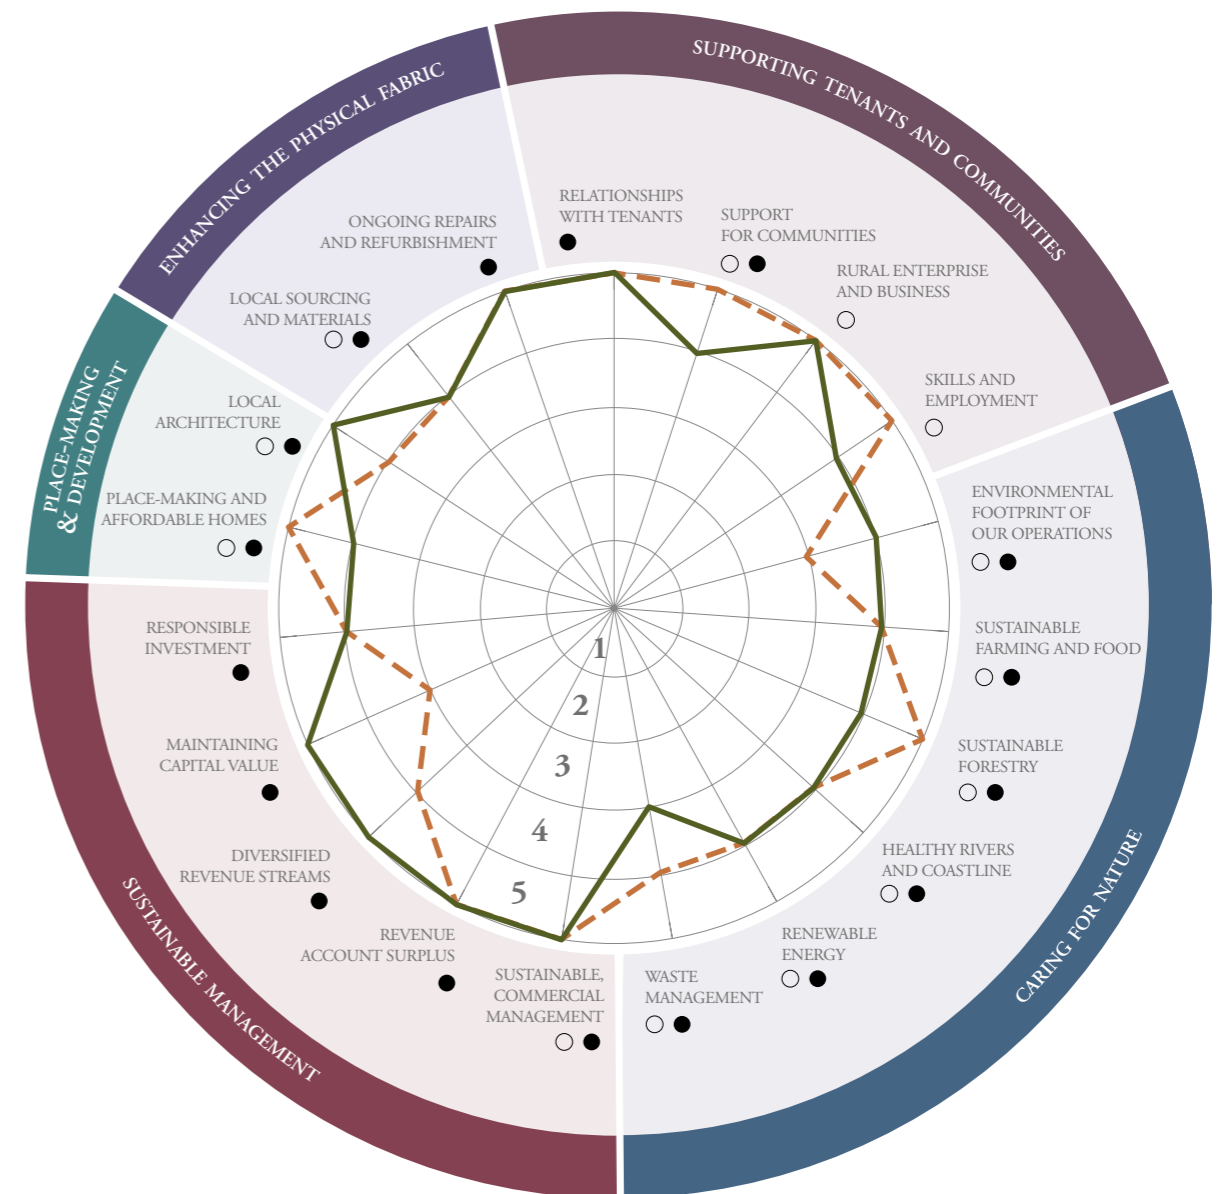 ENHANCING THE PHYSICAL FABRIC
SUPPORTING TENANTS AND COMMUNITIES
RELATIONSHIPS
WITH TENANTS
SUPPORT
FOR COMMUNITIES
RURAL ENTERPRISE
AND BUSINESS
SKILLS AND
EMPLOYMENT
CARING FOR NATURE
ENVIRONMENTAL
FOOTPRINT OF
OUR OPERATIONS
SUSTAINABLE
FARMING AND FOOD
SUSTAINABLE
FORESTRY
HEALTHY RIVERS
AND COASTLINE
RENEWABLE
ENERGY
WASTE
MANAGEMENT
SUSTAINABLE MANAGEMENT
SUSTAINABLE,
COMMERCIAL
MANAGEMENT
REVENUE
ACCOUNT SURPLUS
DIVERSIFIED
REVENUE STREAMS
MAINTAINING
CAPITAL VALUE
RESPONSIBLE
INVESTMENT
PLACE-MAKING
& DEVELOPMENT
PLACE-MAKING AND
AFFORDABLE HOMES
LOCAL
ARCHITECTURE
LOCAL SOURCING
AND MATERIALS
ONGOING REPAIRS
AND REFURBISHMENT
1
2
3
4
5